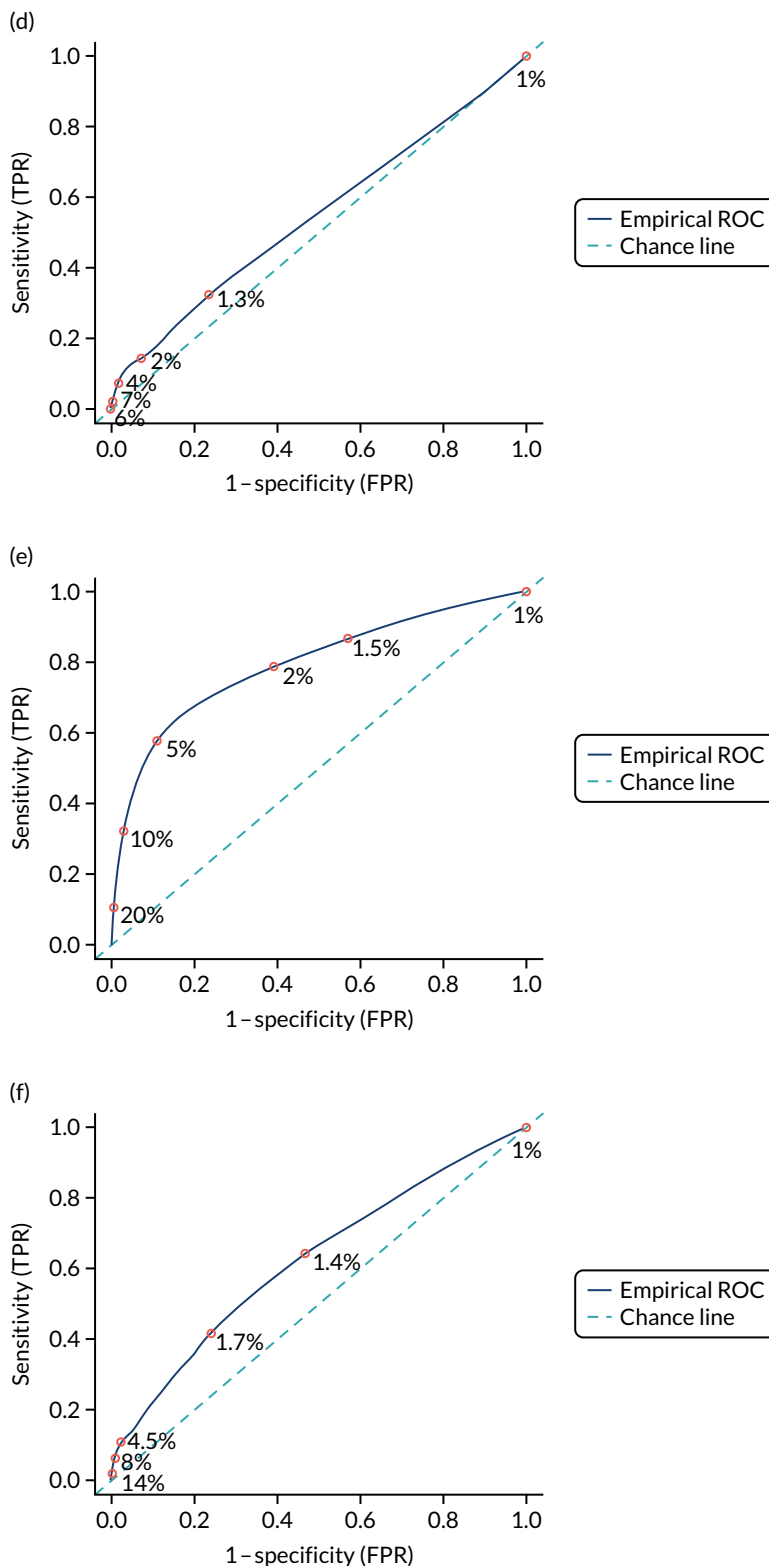 (d)
1.0
0.8
0.6
0.4
0.2
0.0
Sensitivity (TPR)
1%
1.3%
2%
4%
7%
6%
0.0 0.2 0.4 0.6 0.8 1.0
1–specificity (FPR)
Empirical ROC
Chance line
(e)
1.0
0.8
0.6
0.4
0.2
0.0
Sensitivity (TPR)
1%
1.5%
2%
5%
10%
20%
0.0 0.2 0.4 0.6 0.8 1.0
1–specificity (FPR)
Empirical ROC
Chance line
(f)
1.0
0.8
0.6
0.4
0.2
0.0
Sensitivity (TPR)
1%
1.4%
1.7%
4.5%
8%
14%
0.0 0.2 0.4 0.6 0.8 1.0
1–specificity (FPR)
Empirical ROC
Chance line